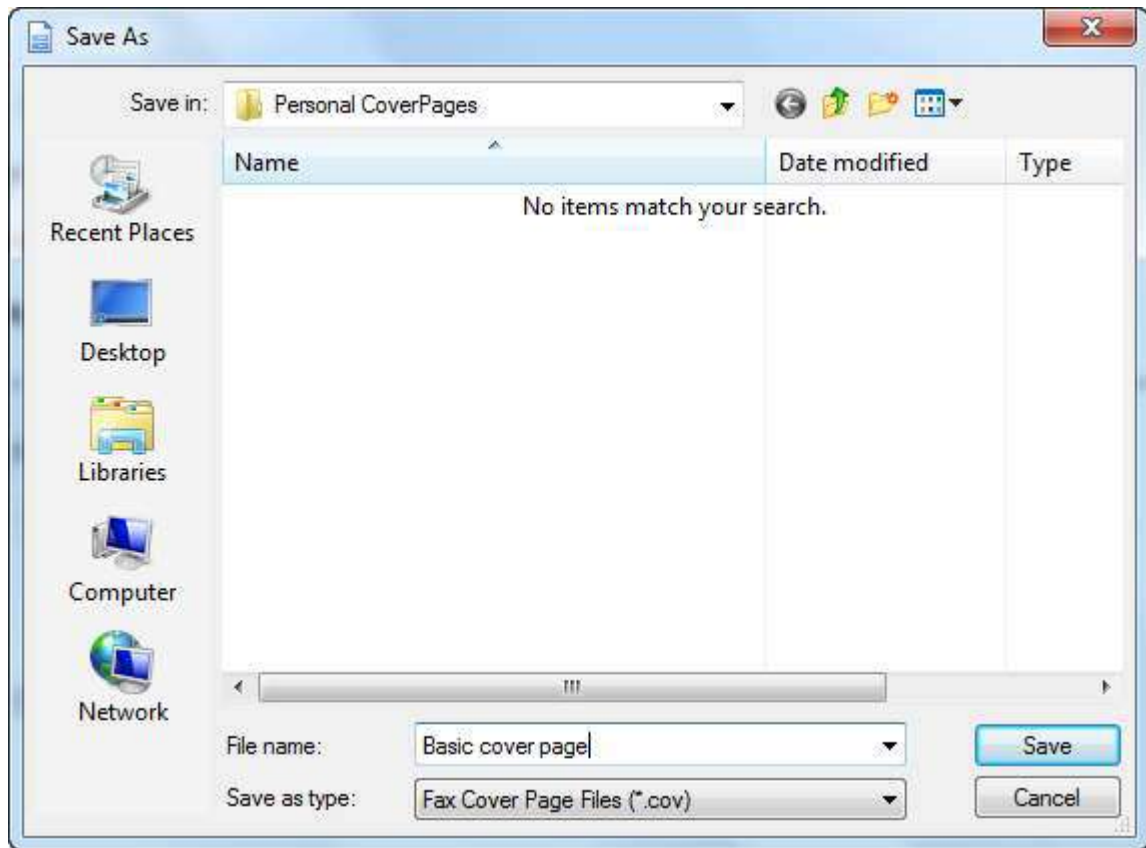 Save As
Save in: Personal CoverPages
Name Date modified Type
No items match your search.
Recent Places
Desktop
Libraries
Computer
Network
File name: Basic cover page Save
Save as type: Fax Cover Page Files (*.cov) Cancel